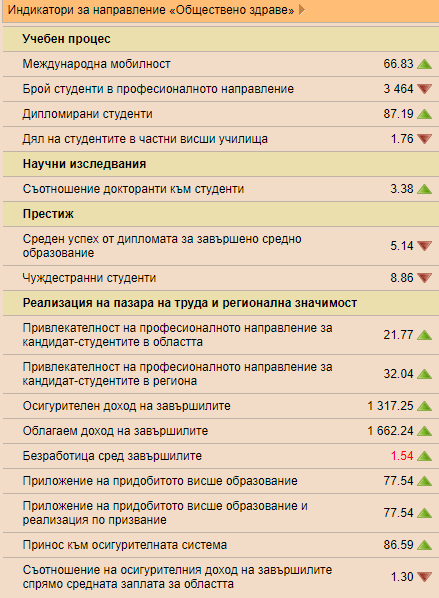 Индикатори за направление «Обществено здраве»
Учебен процес
Международна мобилност 66.83
Брой студенти в професионалното направление 3 464
Дипломирани студенти 87.19
Дял на студентите в частни висши училища 1.76
Научни изследвания
Съотношение докторанти към студенти 3.38
Престиж
Среден успех от дипломата за завършено средно
образование 5.14
Чуждестранни студенти 8.86
Реализация на пазара на труда и регионална значимост
Привлекателност на професионалното направление за
кандидат-студентите в областта 21.77
Привлекателност на професионалното направление за
кандидат-студентите в региона 32.04
Осигурителен доход на завършилите 1 317.25
Облагаем доход на завършилите 1 662.24
Безработица сред завършилите 1.54
Приложение на придобитото висше образование 77.54
Приложение на придобитото висше образование и
реализация по призвание 77.54
Принос към осигурителната система 86.59
Съотношение на осигурителния доход на завършилите
спрямо средната заплата за областта 1.30